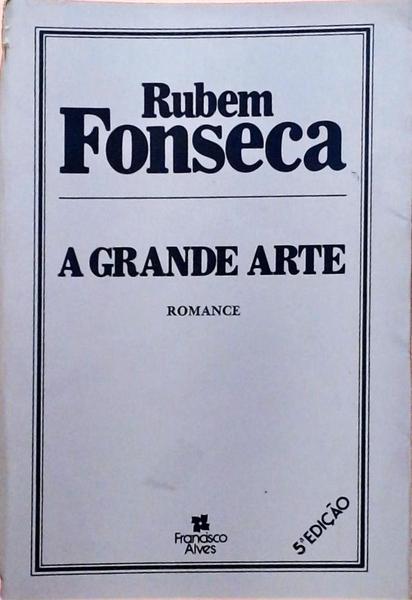 Rubem
Fonseca
A GRANDE ARTE
ROMANCE
Francisco
Alves
5ª EDIÇÃO